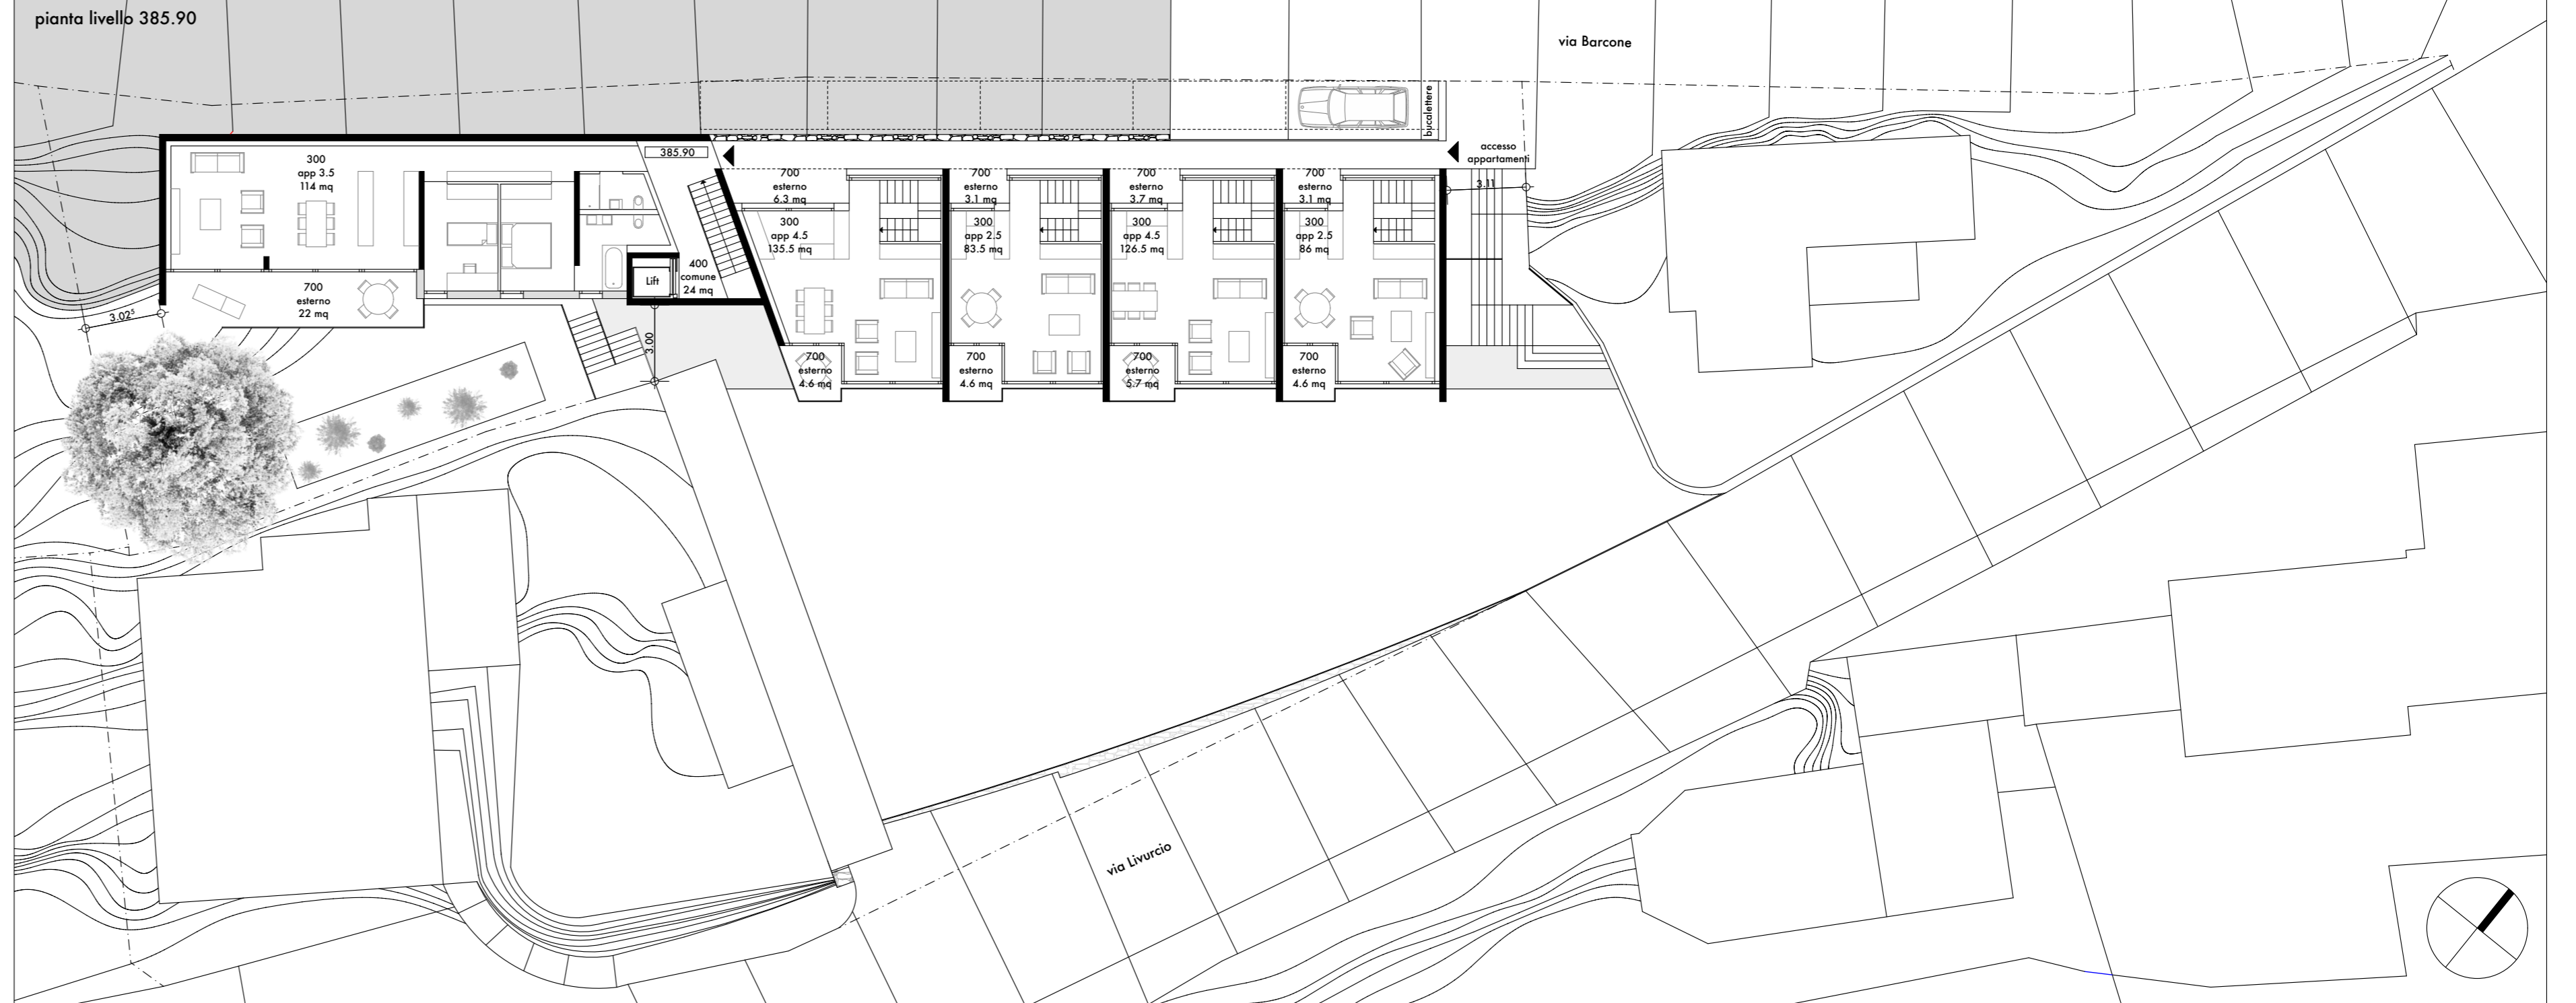 pianta livello 385.90
via Barcone
bucalettere
385.90
accesso
appartamenti
3.11
300
app 3.5
114 mq
700
esterno
22 mq
3.02⁵
Lift
400
comune
24 mq
3.00
700
esterno
6.3 mq
300
app 4.5
135.5 mq
700
esterno
4.6 mq
700
esterno
3.1 mq
300
app 2.5
83.5 mq
700
esterno
4.6 mq
700
esterno
3.7 mq
300
app 4.5
126.5 mq
700
esterno
5.7 mq
700
esterno
3.1 mq
300
app 2.5
86 mq
700
esterno
4.6 mq
via Livurcio